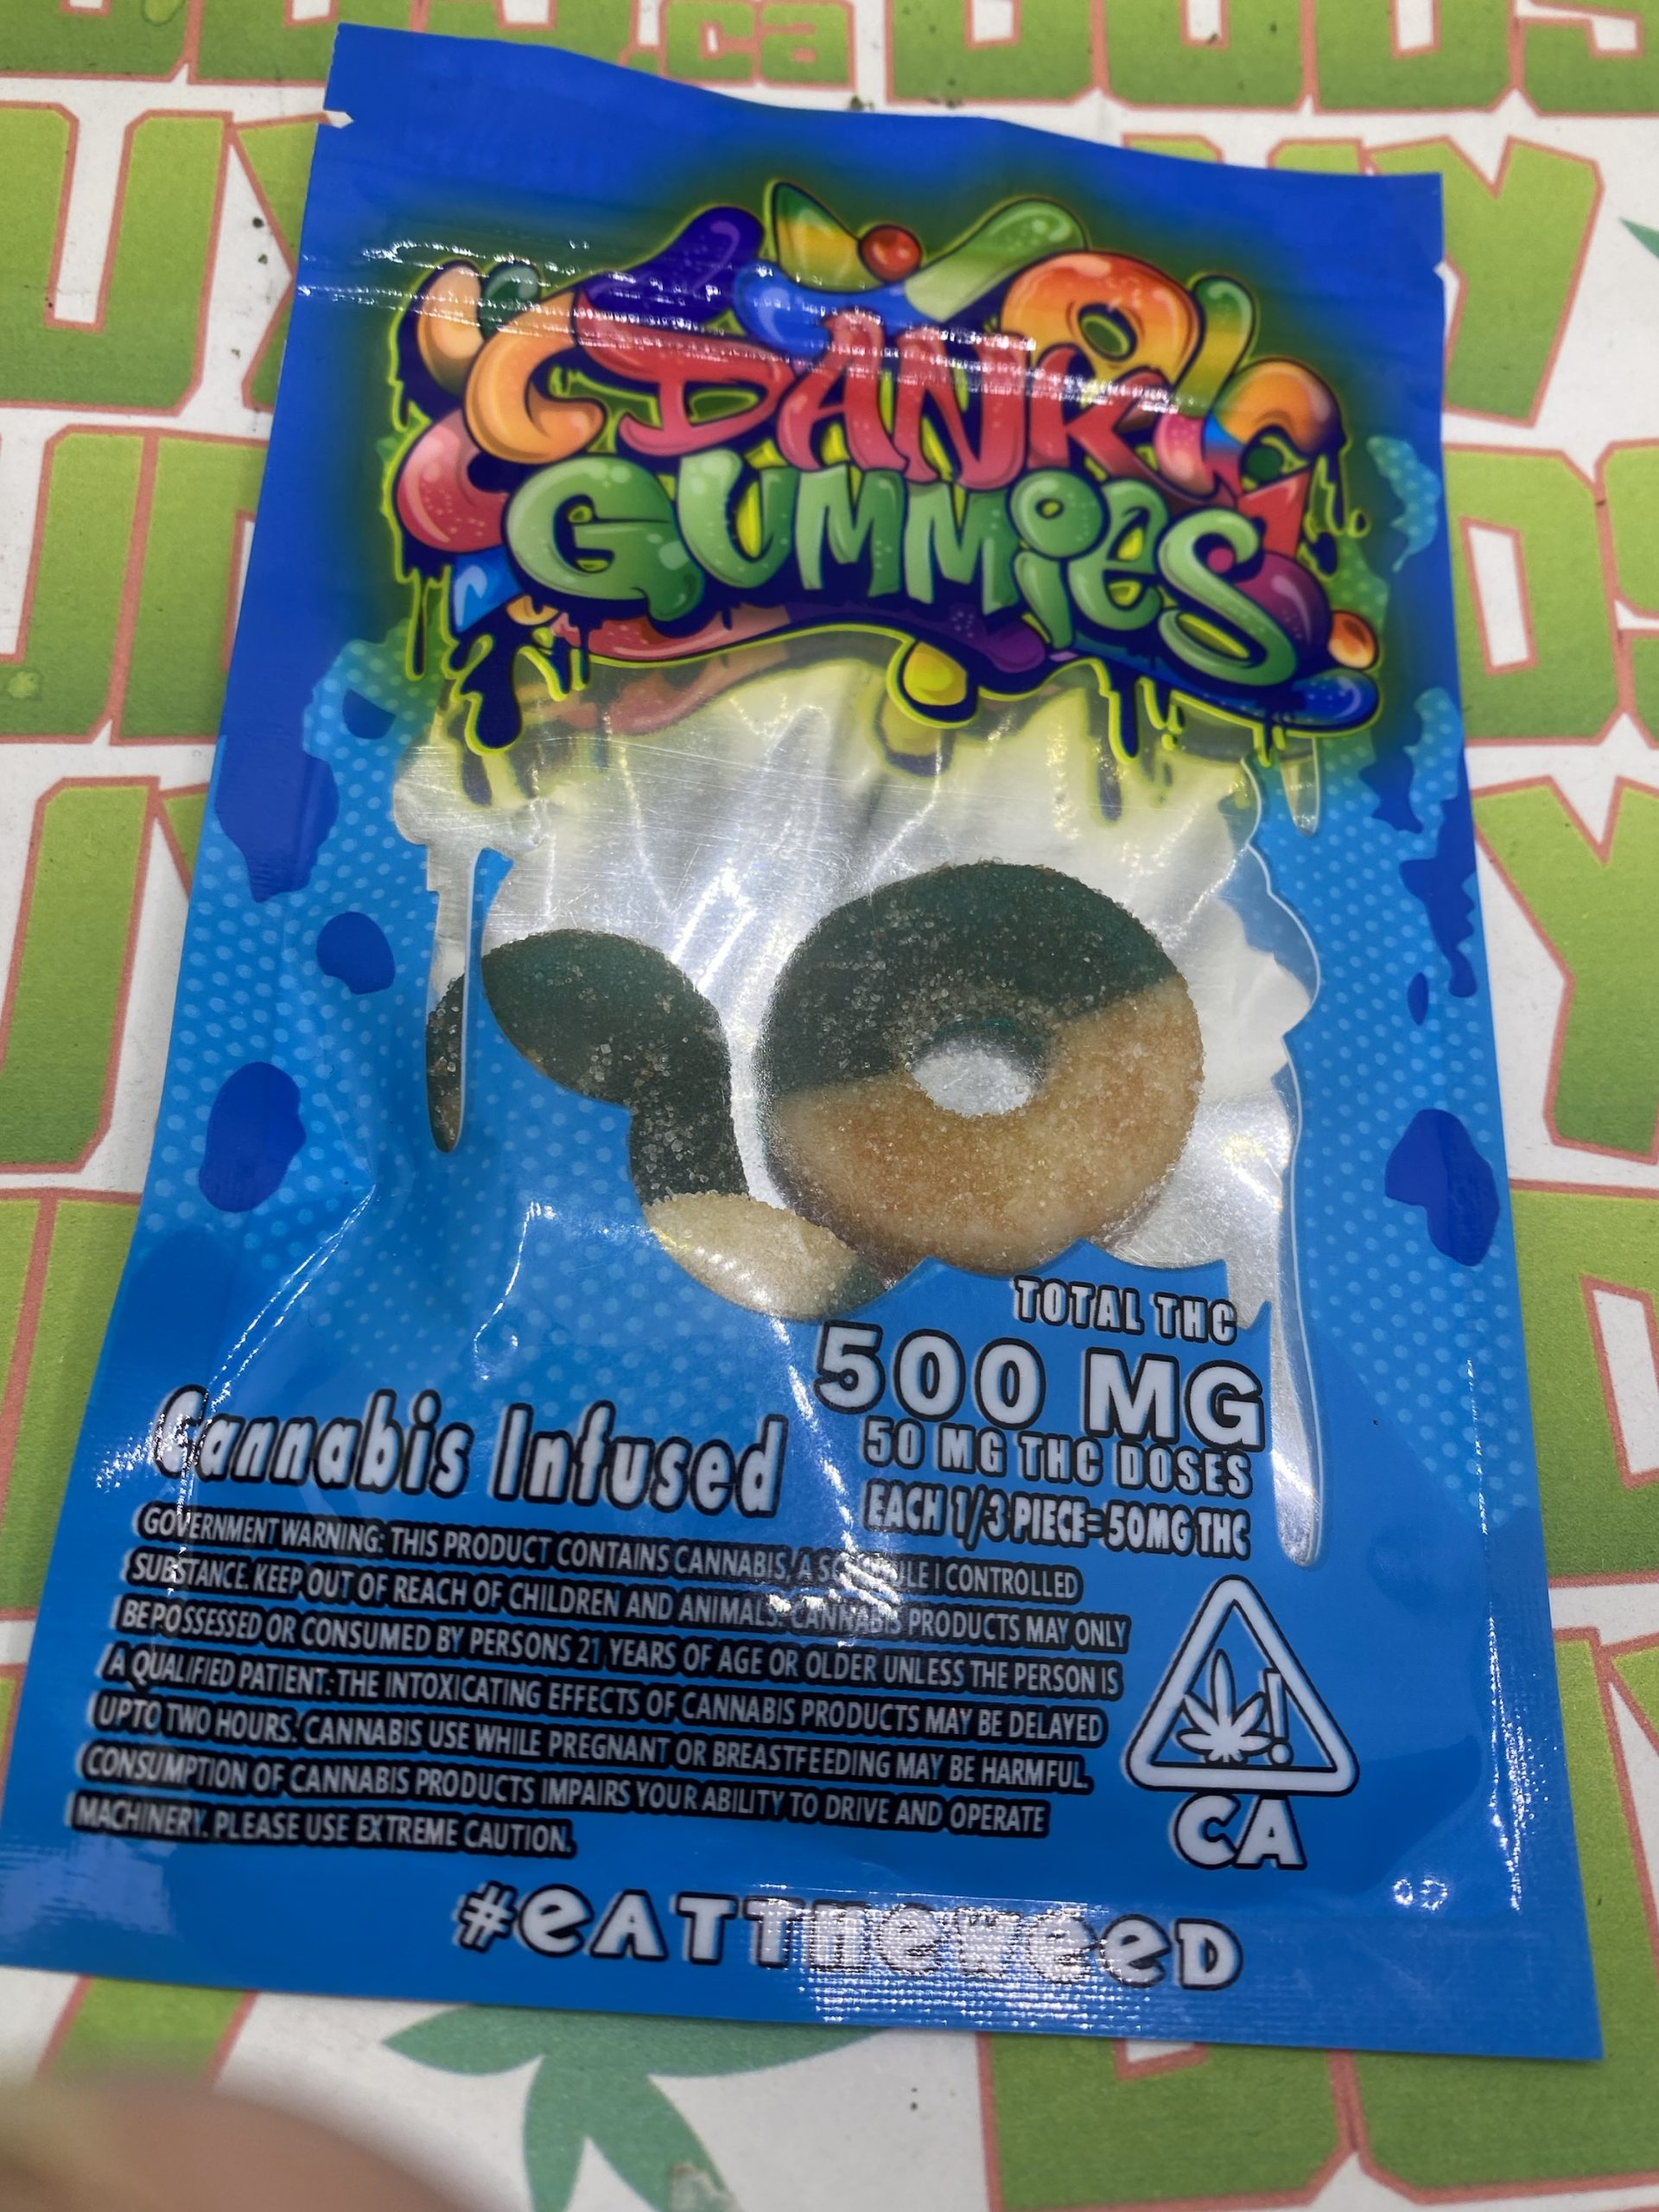 .ca BUDS
DANK
GUMMIES
TOTAL THC
500 MG
50 MG THC DOSES
EACH 1/3 PIECE=50MG THC
Cannabis Infused
GOVERNMENT WARNING: THIS PRODUCT CONTAINS CANNABIS, A SCHEDULE I CONTROLLED
SUBSTANCE. KEEP OUT OF REACH OF CHILDREN AND ANIMALS. CANNABIS PRODUCTS MAY ONLY
BE POSSESSED OR CONSUMED BY PERSONS 21 YEARS OF AGE OR OLDER UNLESS THE PERSON IS
A QUALIFIED PATIENT: THE INTOXICATING EFFECTS OF CANNABIS PRODUCTS MAY BE DELAYED
UPTO TWO HOURS. CANNABIS USE WHILE PREGNANT OR BREASTFEEDING MAY BE HARMFUL.
CONSUMPTION OF CANNABIS PRODUCTS IMPAIRS YOUR ABILITY TO DRIVE AND OPERATE
MACHINERY. PLEASE USE EXTREME CAUTION.
!
CA
#eATTHeWeeD